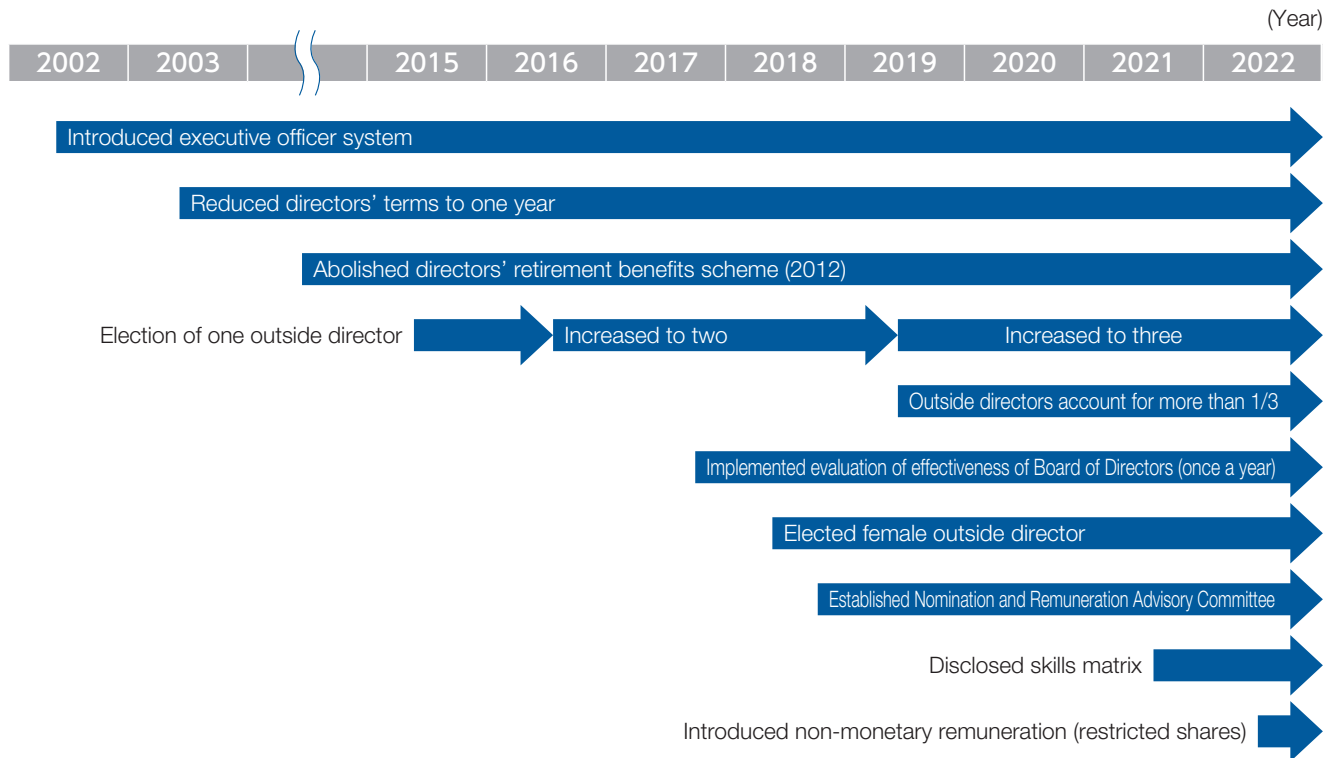 (Year)
2002 2003 2015 2016 2017 2018 2019 2020 2021 2022
Introduced executive officer system
Reduced directors’ terms to one year
Abolished directors’ retirement benefits scheme (2012)
Election of one outside director Increased to two Increased to three
Outside directors account for more than 1/3
Implemented evaluation of effectiveness of Board of Directors (once a year)
Elected female outside director
Established Nomination and Remuneration Advisory Committee
Disclosed skills matrix
Introduced non-monetary remuneration (restricted shares)